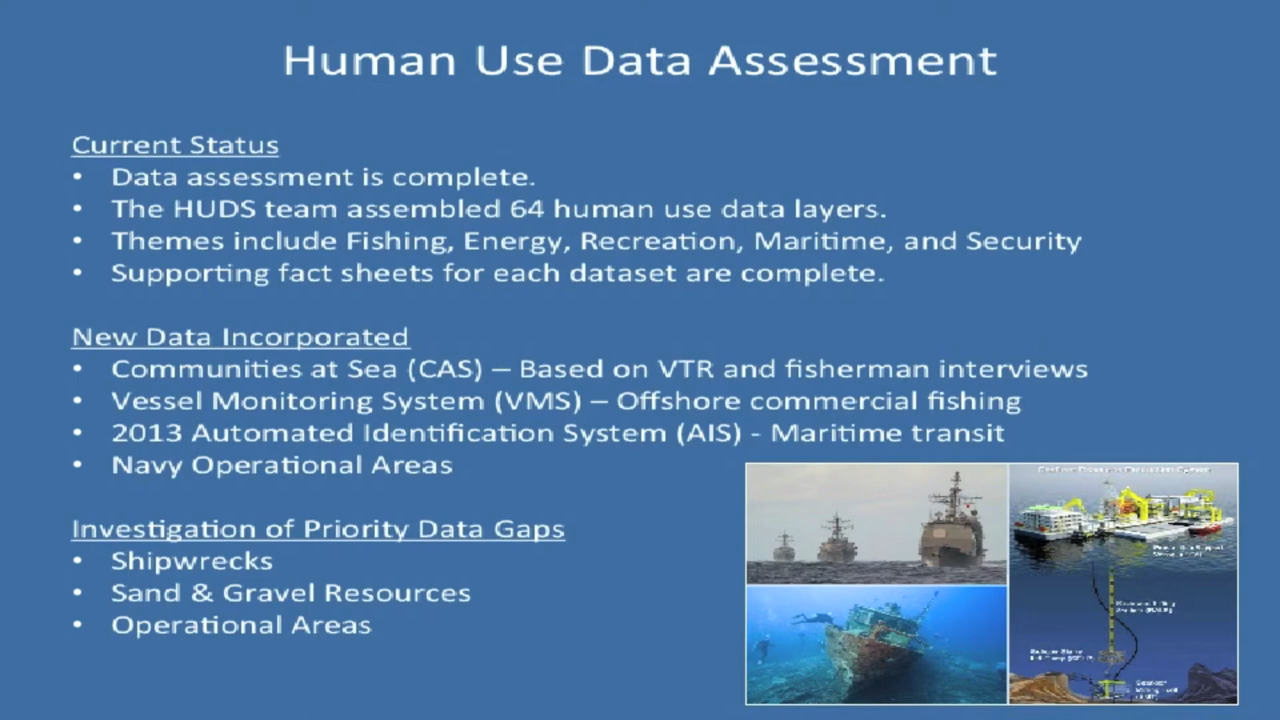 Human Use Data Assessment
Current Status
• Data assessment is complete.
• The HUDS team assembled 64 human use data layers.
• Themes include Fishing, Energy, Recreation, Maritime, and Security
• Supporting fact sheets for each dataset are complete.
New Data Incorporated
• Communities at Sea (CAS) – Based on VTR and fisherman interviews
• Vessel Monitoring System (VMS) – Offshore commercial fishing
• 2013 Automated Identification System (AIS) - Maritime transit
• Navy Operational Areas
Investigation of Priority Data Gaps
• Shipwrecks
• Sand & Gravel Resources
• Operational Areas